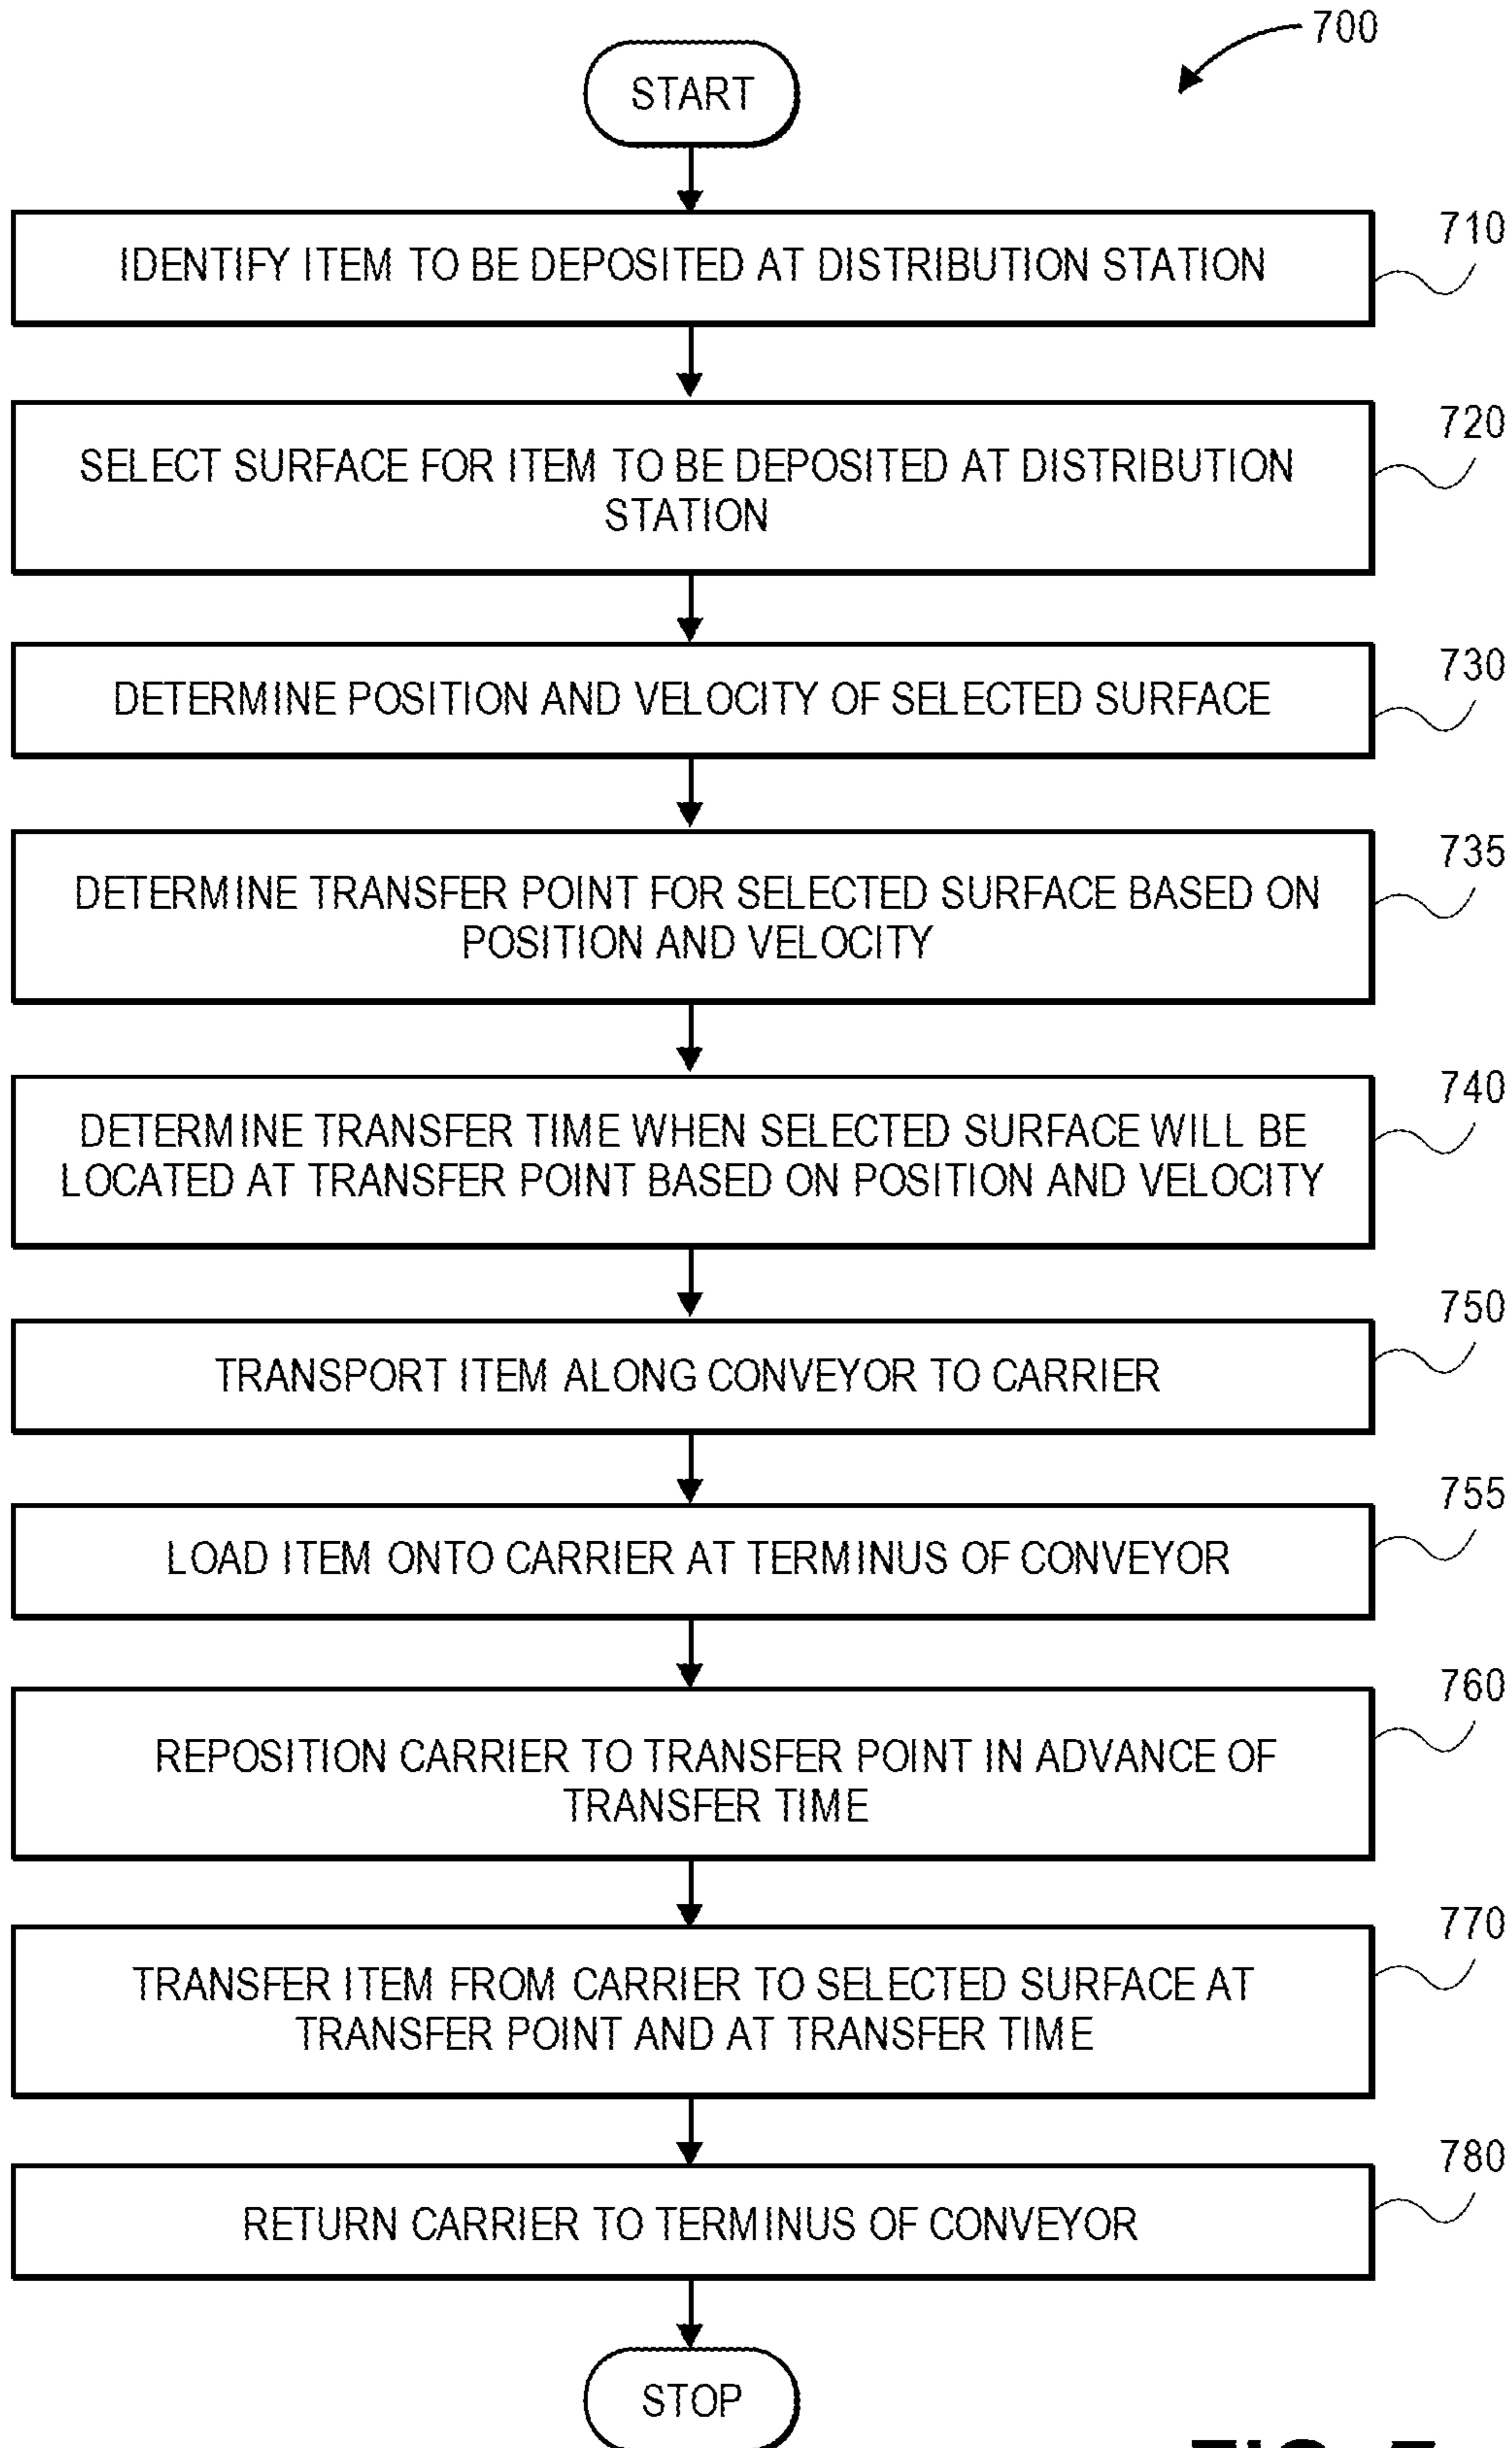 700
START
710
IDENTIFY ITEM TO BE DEPOSITED AT DISTRIBUTION STATION
720
SELECT SURFACE FOR ITEM TO BE DEPOSITED AT DISTRIBUTION
STATION
730
DETERMINE POSITION AND VELOCITY OF SELECTED SURFACE
735
DETERMINE TRANSFER POINT FOR SELECTED SURFACE BASED ON
POSITION AND VELOCITY
740
DETERMINE TRANSFER TIME WHEN SELECTED SURFACE WILL BE
LOCATED AT TRANSFER POINT BASED ON POSITION AND VELOCITY
750
TRANSPORT ITEM ALONG CONVEYOR TO CARRIER
755
LOAD ITEM ONTO CARRIER AT TERMINUS OF CONVEYOR
760
REPOSITION CARRIER TO TRANSFER POINT IN ADVANCE OF
TRANSFER TIME
770
TRANSFER ITEM FROM CARRIER TO SELECTED SURFACE AT
TRANSFER POINT AND AT TRANSFER TIME
780
RETURN CARRIER TO TERMINUS OF CONVEYOR
STOP